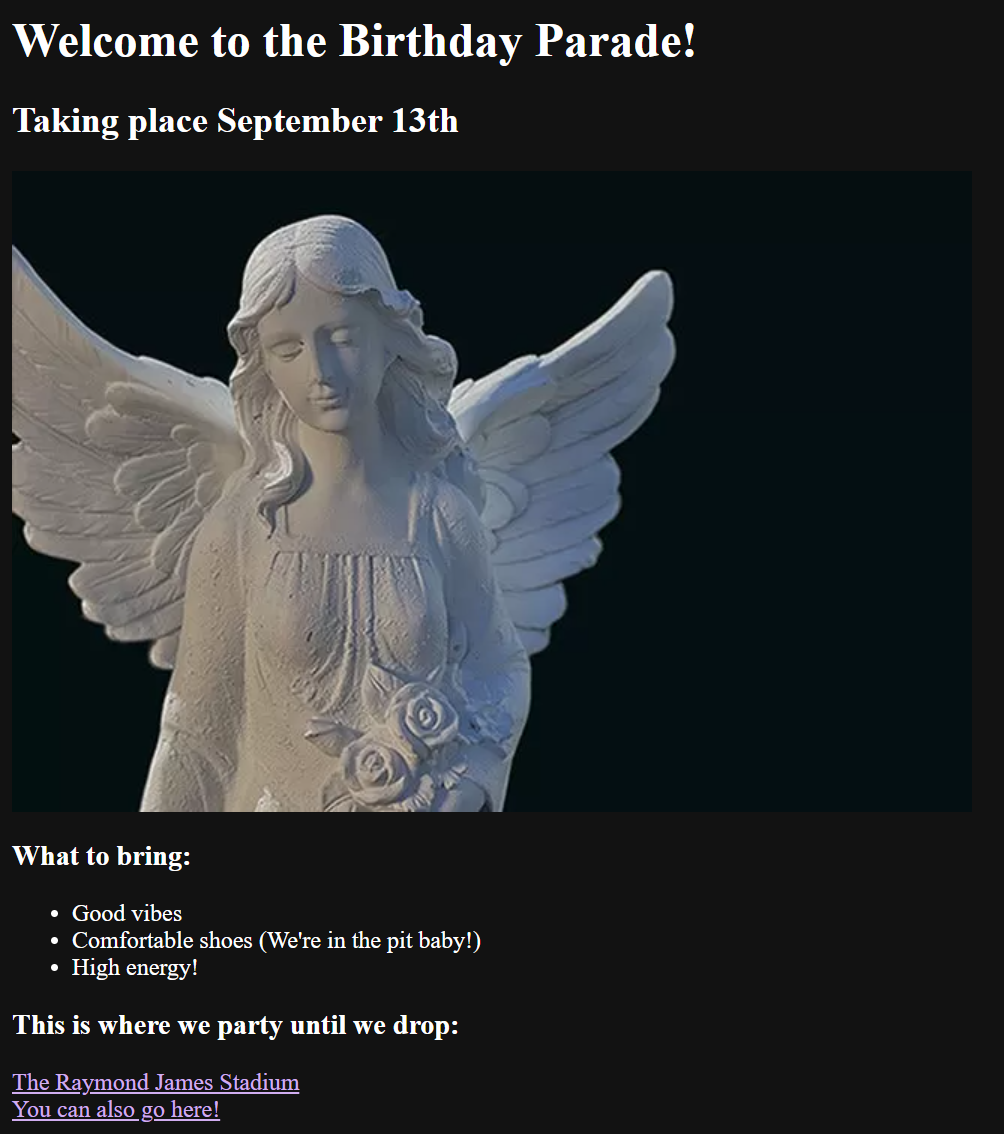 Welcome to the Birthday Parade!
Taking place September 13th
What to bring:
Good vibes
Comfortable shoes (We're in the pit baby!)
High energy!
This is where we party until we drop:
The Raymond James Stadium
You can also go here!